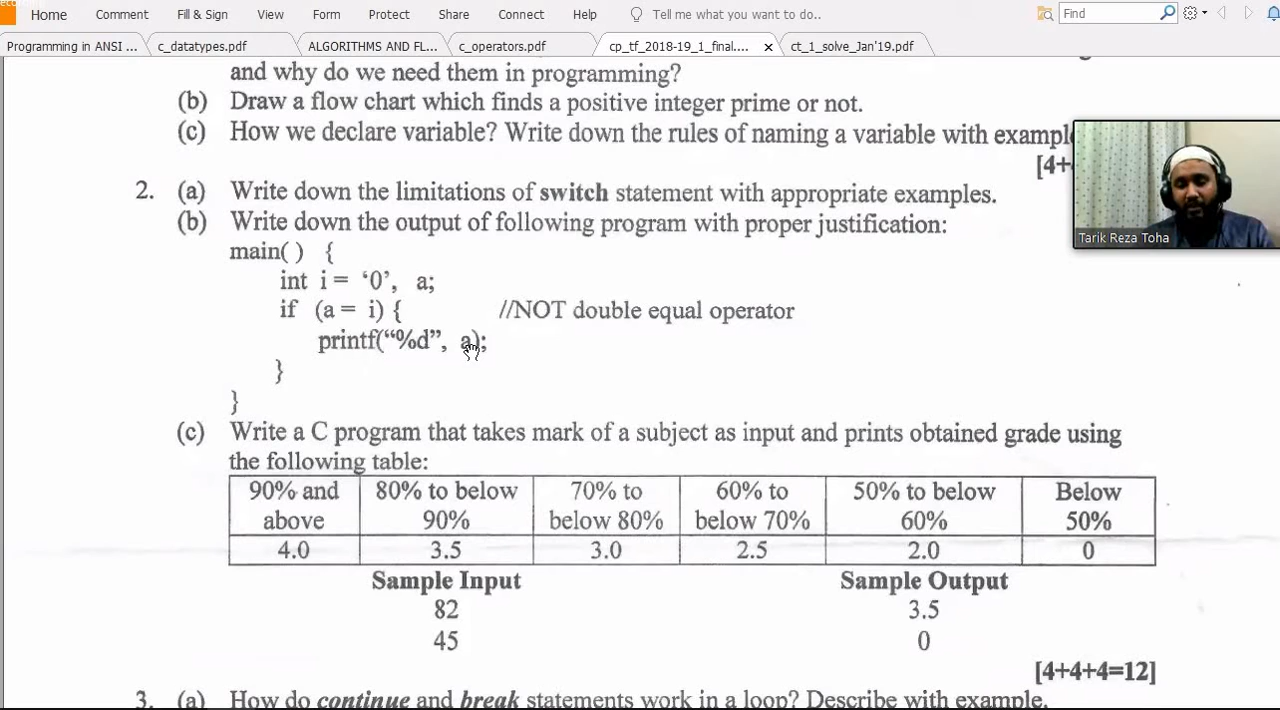 Home Comment Fill & Sign View Form Protect Share Connect Help Tell me what you want to do.. Find
Programming in ANSI ... c_datatypes.pdf ALGORITHMS AND FL... c_operators.pdf cp_tf_2018-19_1_final.... × ct_1_solve_Jan'19.pdf
and why do we need them in programming?
(b) Draw a flow chart which finds a positive integer prime or not.
(c) How we declare variable? Write down the rules of naming a variable with exampl
[4+
Tarik Reza Toha
2. (a) Write down the limitations of switch statement with appropriate examples.
(b) Write down the output of following program with proper justification:
main( ) {
int i = ‘0’, a;
if (a = i) { //NOT double equal operator
printf(“%d”, a);
}
}
(c) Write a C program that takes mark of a subject as input and prints obtained grade using
the following table:
90% and 80% to below 70% to 60% to 50% to below Below
above 90% below 80% below 70% 60% 50%
4.0 3.5 3.0 2.5 2.0 0
Sample Input Sample Output
82 3.5
45 0
[4+4+4=12]
3. (a) How do continue and break statements work in a loop? Describe with example.